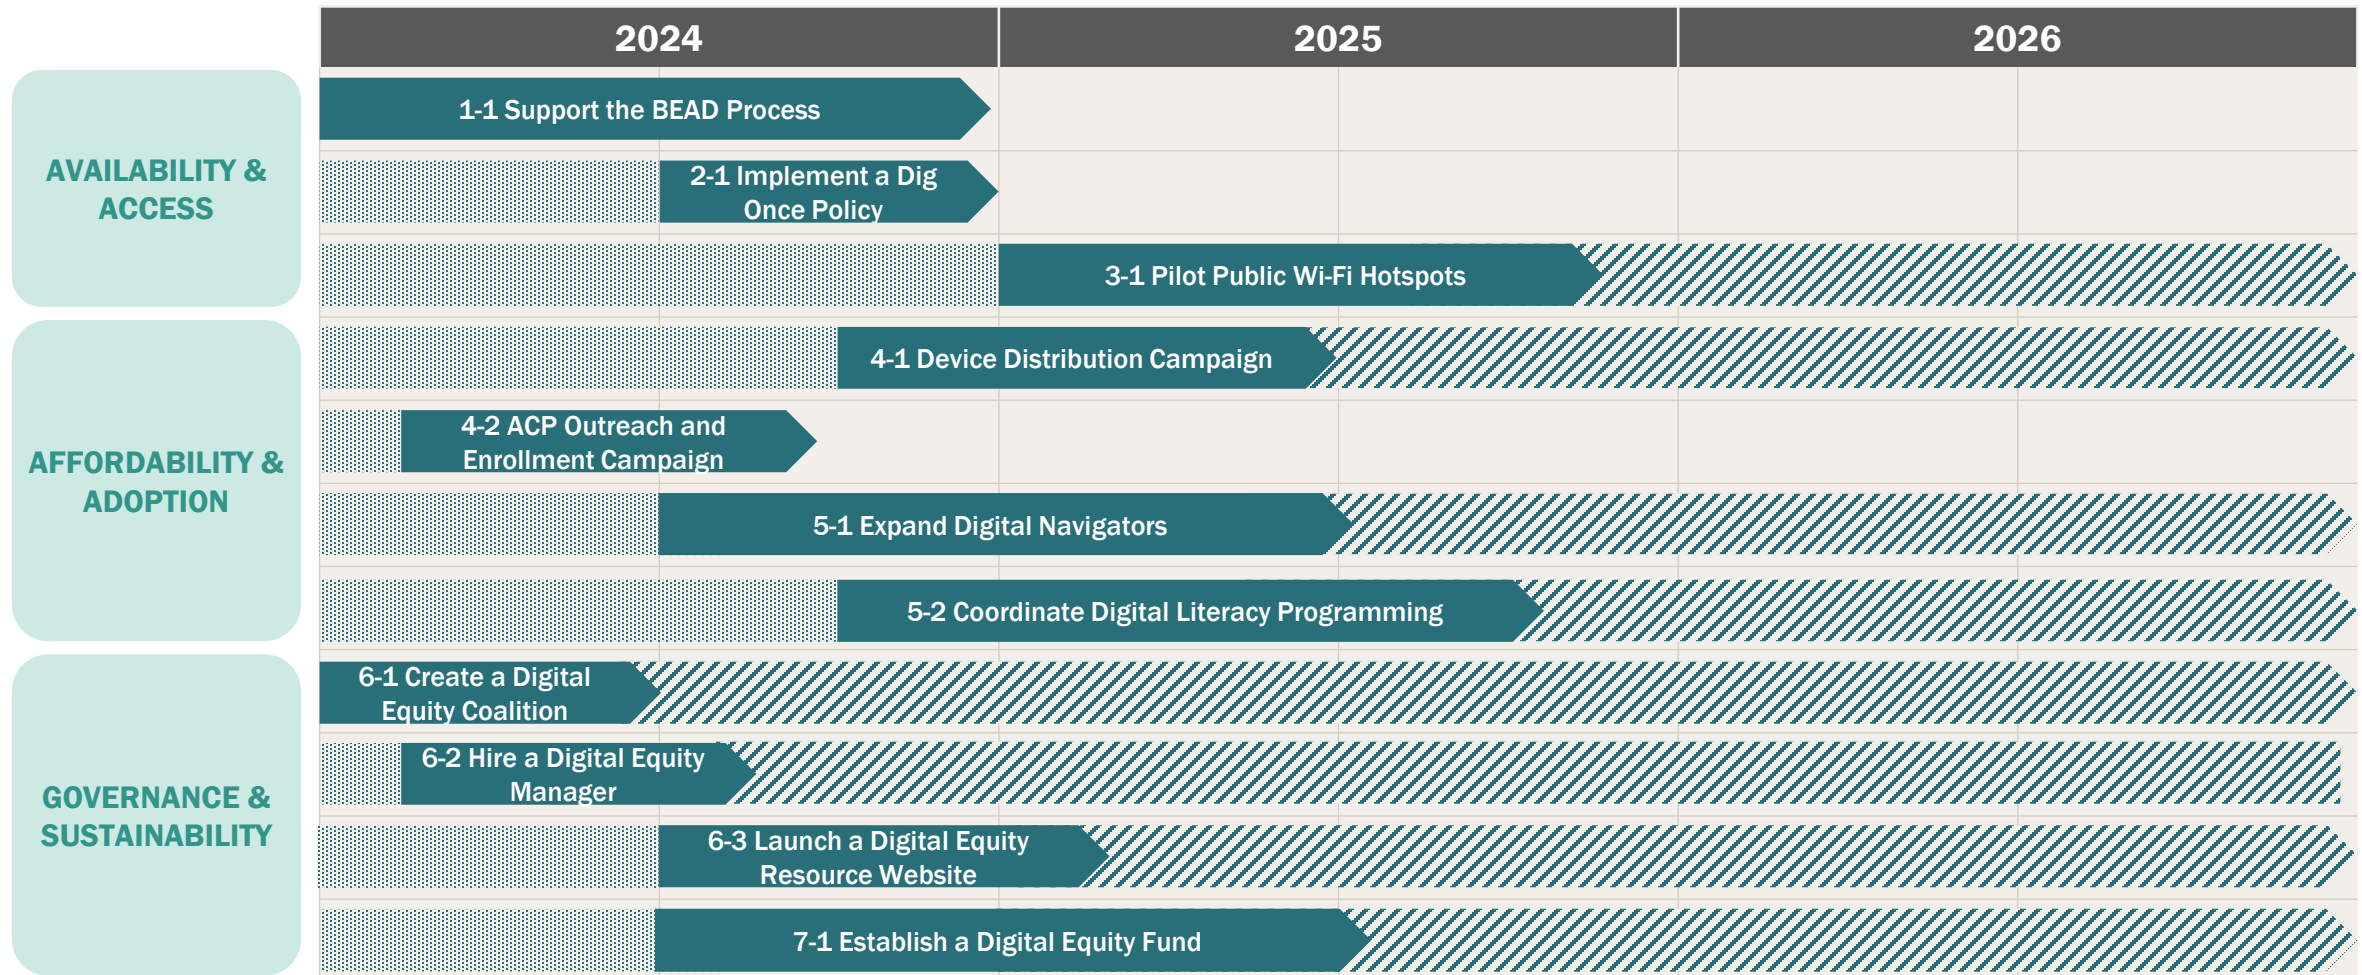 2024
2025
2026
AVAILABILITY &
ACCESS
1-1 Support the BEAD Process
2-1 Implement a Dig
Once Policy
3-1 Pilot Public Wi-Fi Hotspots
AFFORDABILITY &
ADOPTION
4-1 Device Distribution Campaign
4-2 ACP Outreach and
Enrollment Campaign
5-1 Expand Digital Navigators
5-2 Coordinate Digital Literacy Programming
GOVERNANCE &
SUSTAINABILITY
6-1 Create a Digital
Equity Coalition
6-2 Hire a Digital Equity
Manager
6-3 Launch a Digital Equity
Resource Website
7-1 Establish a Digital Equity Fund